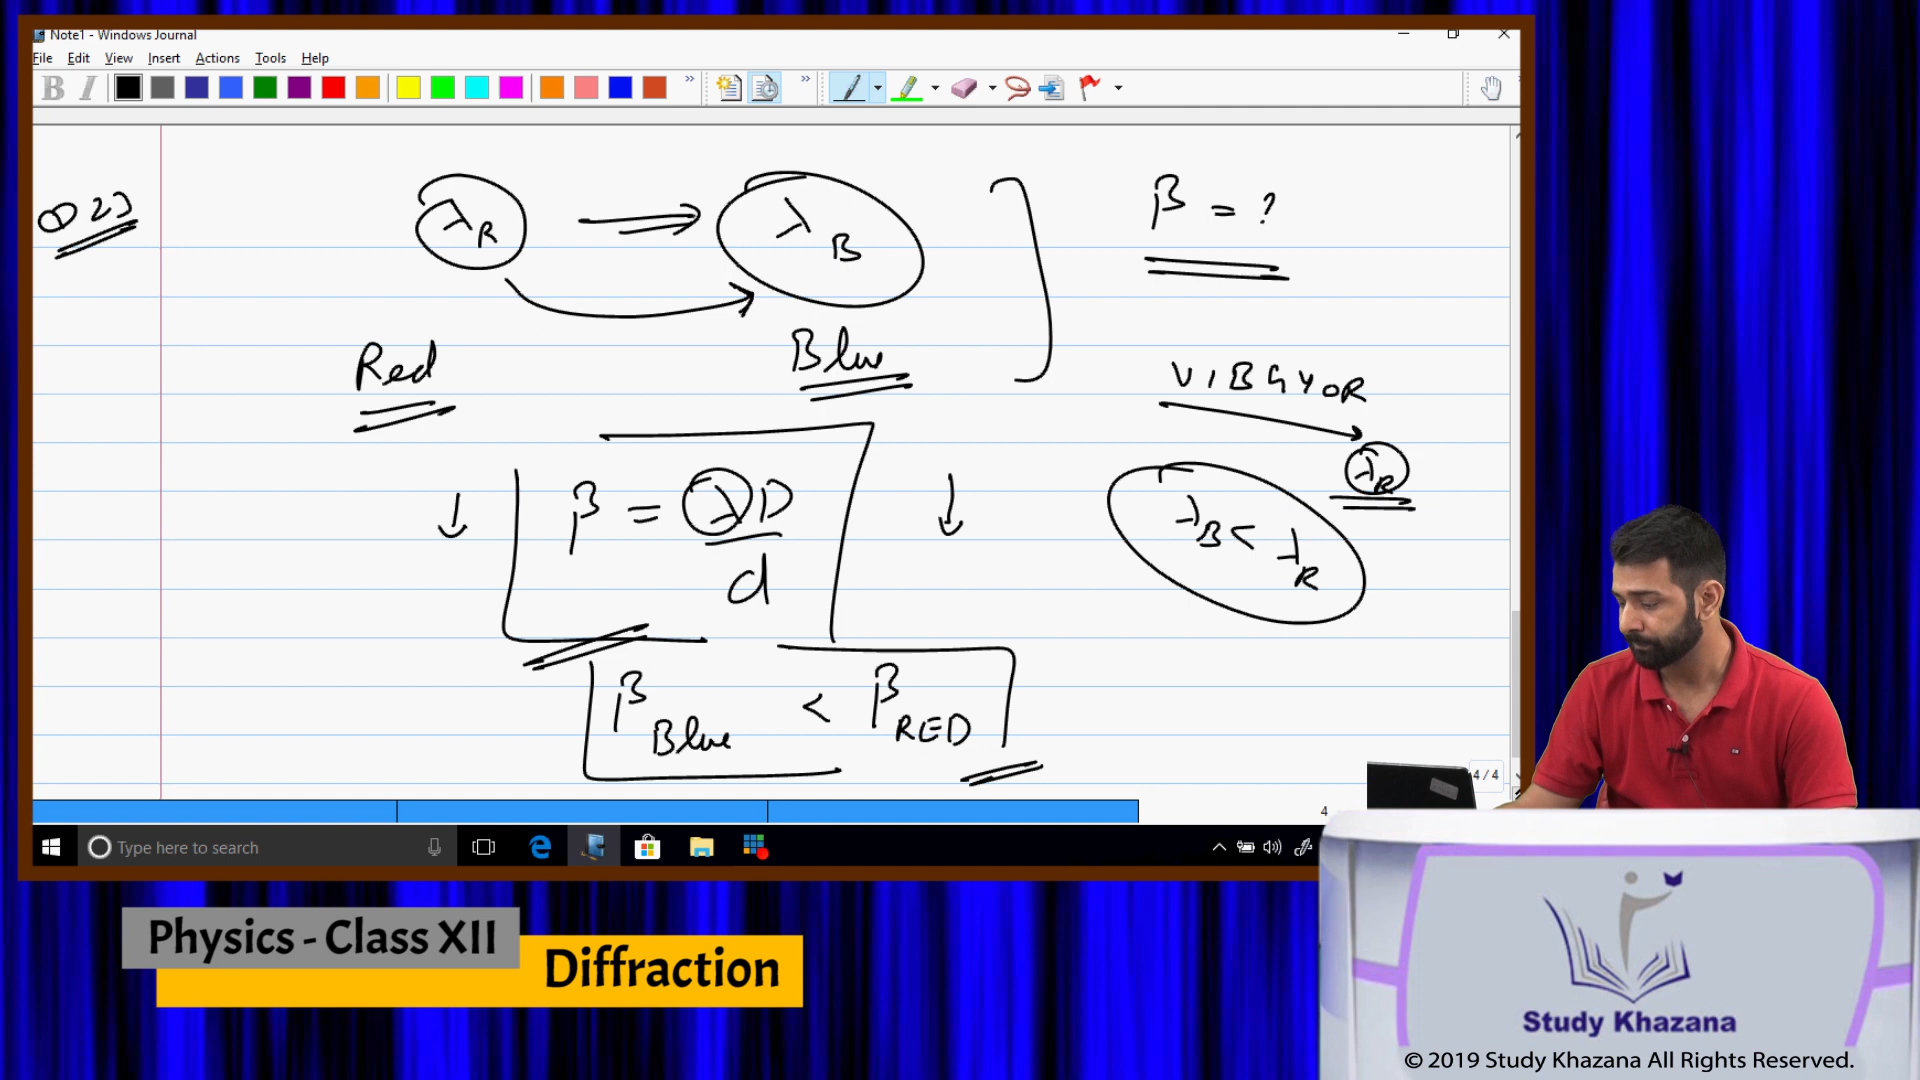 Note1 - Windows Journal
File Edit View Insert Actions Tools Help
B I
Q 23
λR ⇒ λB
β = ?
Red
Blue
VIBGYOR
λR
↓ β = λD / d ↓
λB < λR
β Blue < β RED
4 / 4
4
Type here to search
Physics - Class XII
Diffraction
Study Khazana
© 2019 Study Khazana All Rights Reserved.